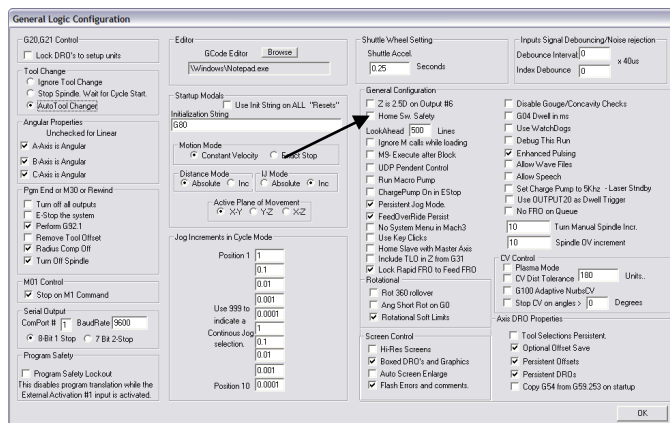 General Logic Configuration
G20,G21 Control
Lock DRO's to setup units
Tool Change
Ignore Tool Change
Stop Spindle. Wait for Cycle Start.
AutoTool Changer
Angular Properties
Unchecked for Linear
A-Axis is Angular
B-Axis is Angular
C-Axis is Angular
Pgm End or M30 or Rewind
Turn off all outputs
E-Stop the system
Perform G92.1
Remove Tool Offset
Radius Comp Off
Turn Off Spindle
M01 Control
Stop on M1 Command
Serial Output
ComPort # 1 BaudRate 9600
8-Bit 1 Stop 7 Bit 2-Stop
Program Safety
Program Safety Lockout
This disables program translation while the
External Activation #1 input is activated.
Editor
GCode Editor Browse
\Windows\Notepad.exe
Startup Modals
Use Init String on ALL "Resets"
Initialization String
G80
Motion Mode
Constant Velocity Exact Stop
Distance Mode IJ Mode
Absolute Inc Absolute Inc
Active Plane of Movement
X-Y Y-Z X-Z
Jog Increments in Cycle Mode
Position 1 1
0.1
0.01
0.001
Use 999 to 0.0001
indicate a
Continous Jog 1
selection. 0.1
0.01
0.001
Position 10 0.0001
Shuttle Wheel Setting
Shuttle Accel.
0.25 Seconds
General Configuration
Z is 2.5D on Output #6
Home Sw. Safety
LookAhead 500 Lines
Ignore M calls while loading
M9- Execute after Block
UDP Pendent Control
Run Macro Pump
ChargePump On in EStop
Persistent Jog Mode.
FeedOverRide Persist
No System Menu in Mach3
Use Key Clicks
Home Slave with Master Axis
Include TLO in Z from G31
Lock Rapid FRO to Feed FRO
Rotational
Rot 360 rollover
Ang Short Rot on G0
Rotational Soft Limits
Screen Control
Hi-Res Screens
Boxed DRO's and Graphics
Auto Screen Enlarge
Flash Errors and comments.
Inputs Signal Debouncing/Noise rejection
Debounce Interval: 0
x 40us
Index Debounce 0
Disable Gouge/Concavity Checks
G04 Dwell in ms
Use WatchDogs
Debug This Run
Enhanced Pulsing
Allow Wave Files
Allow Speech
Set Charge Pump to 5Khz - Laser Stndby
Use OUTPUT20 as Dwell Trigger
No FRO on Queue
10 Turn Manual Spindle Incr.
10 Spindle OV increment
CV Control
Plasma Mode
CV Dist Tolerance 180 Units..
G100 Adaptive NurbsCV
Stop CV on angles > 0 Degrees
Axis DRO Properties
Tool Selections Persistent.
Optional Offset Save
Persistent Offsets
Persistent DROs
Copy G54 from G59.253 on startup
OK